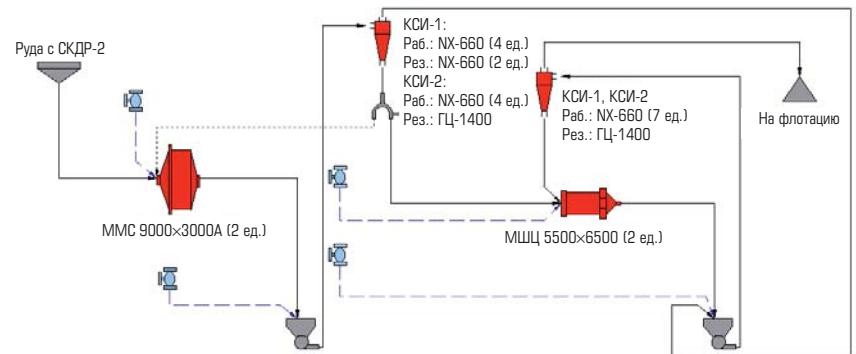 Руда с СКДР-2
КСИ-1:
Раб.: NX-660 (4 ед.)
Рез.: NX-660 (2 ед.)
КСИ-2:
Раб.: NX-660 (4 ед.)
Рез.: ГЦ-1400
КСИ-1, КСИ-2
Раб.: NX-660 (7 ед.)
Рез.: ГЦ-1400
На флотацию
ММС 9000×3000А (2 ед.)
МШЦ 5500×6500 (2 ед.)